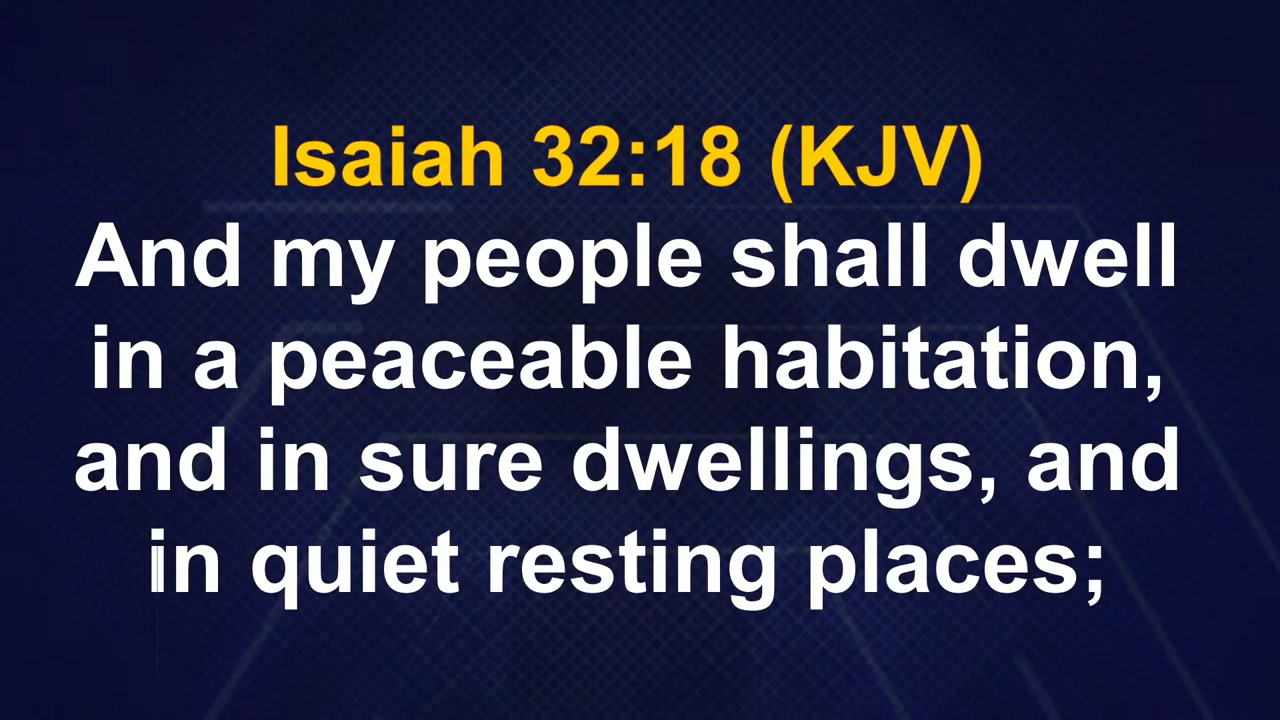 Isaiah 32:18 (KJV)
And my people shall dwell
in a peaceable habitation,
and in sure dwellings, and
in quiet resting places;